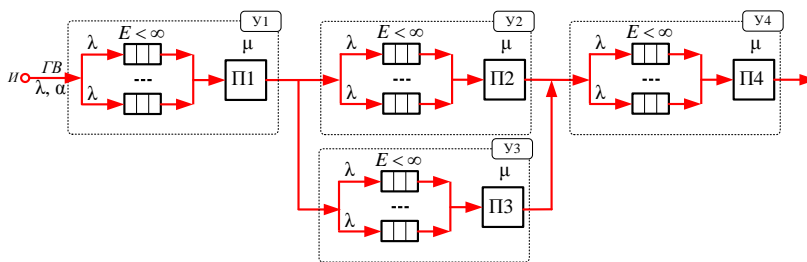 У1
У2
У4
λ
E < ∞
μ
λ
E < ∞
μ
λ
E < ∞
μ
И
ГВ
λ, α
---
П1
---
П2
---
П4
λ
λ
λ
У3
λ
E < ∞
μ
---
П3
λ